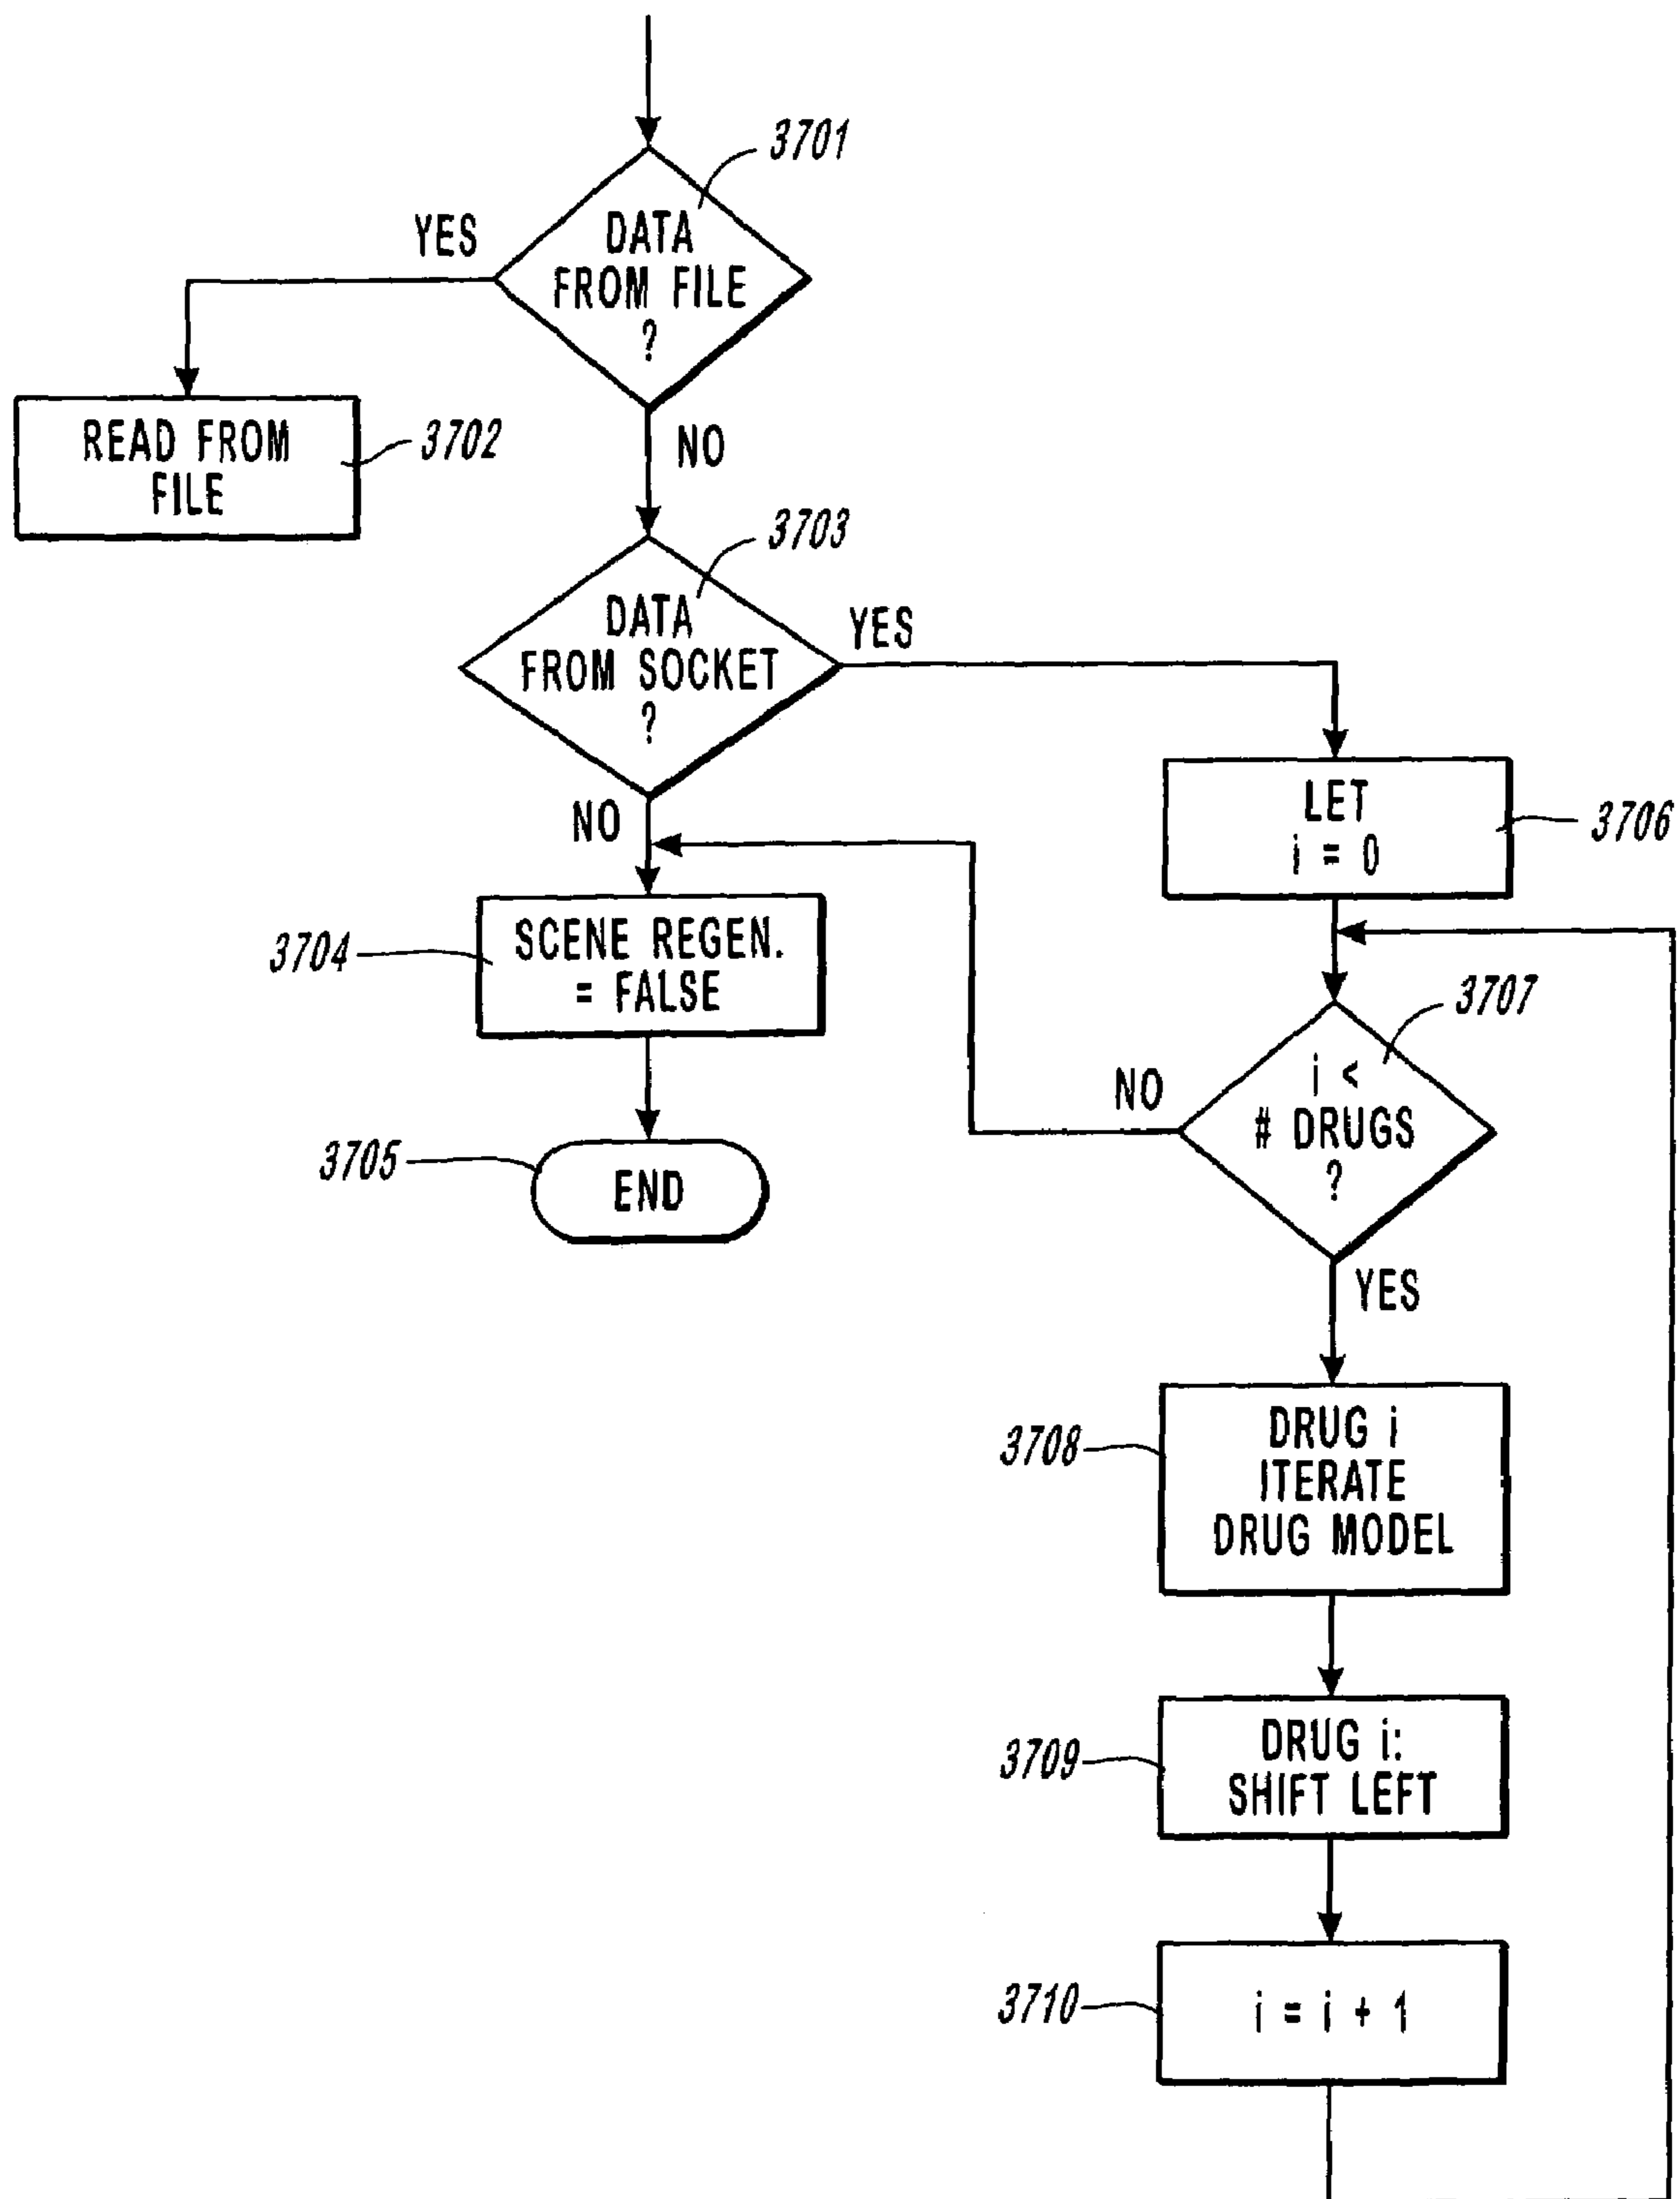 3701
DATA
FROM FILE
?
YES
NO
READ FROM
FILE
3702
3703
DATA
FROM SOCKET
?
YES
NO
LET
i = 0
3706
3704
SCENE REGEN.
= FALSE
3707
i <
# DRUGS
?
NO
YES
3705
END
3708
DRUG i
ITERATE
DRUG MODEL
3709
DRUG i:
SHIFT LEFT
3710
i = i + 1